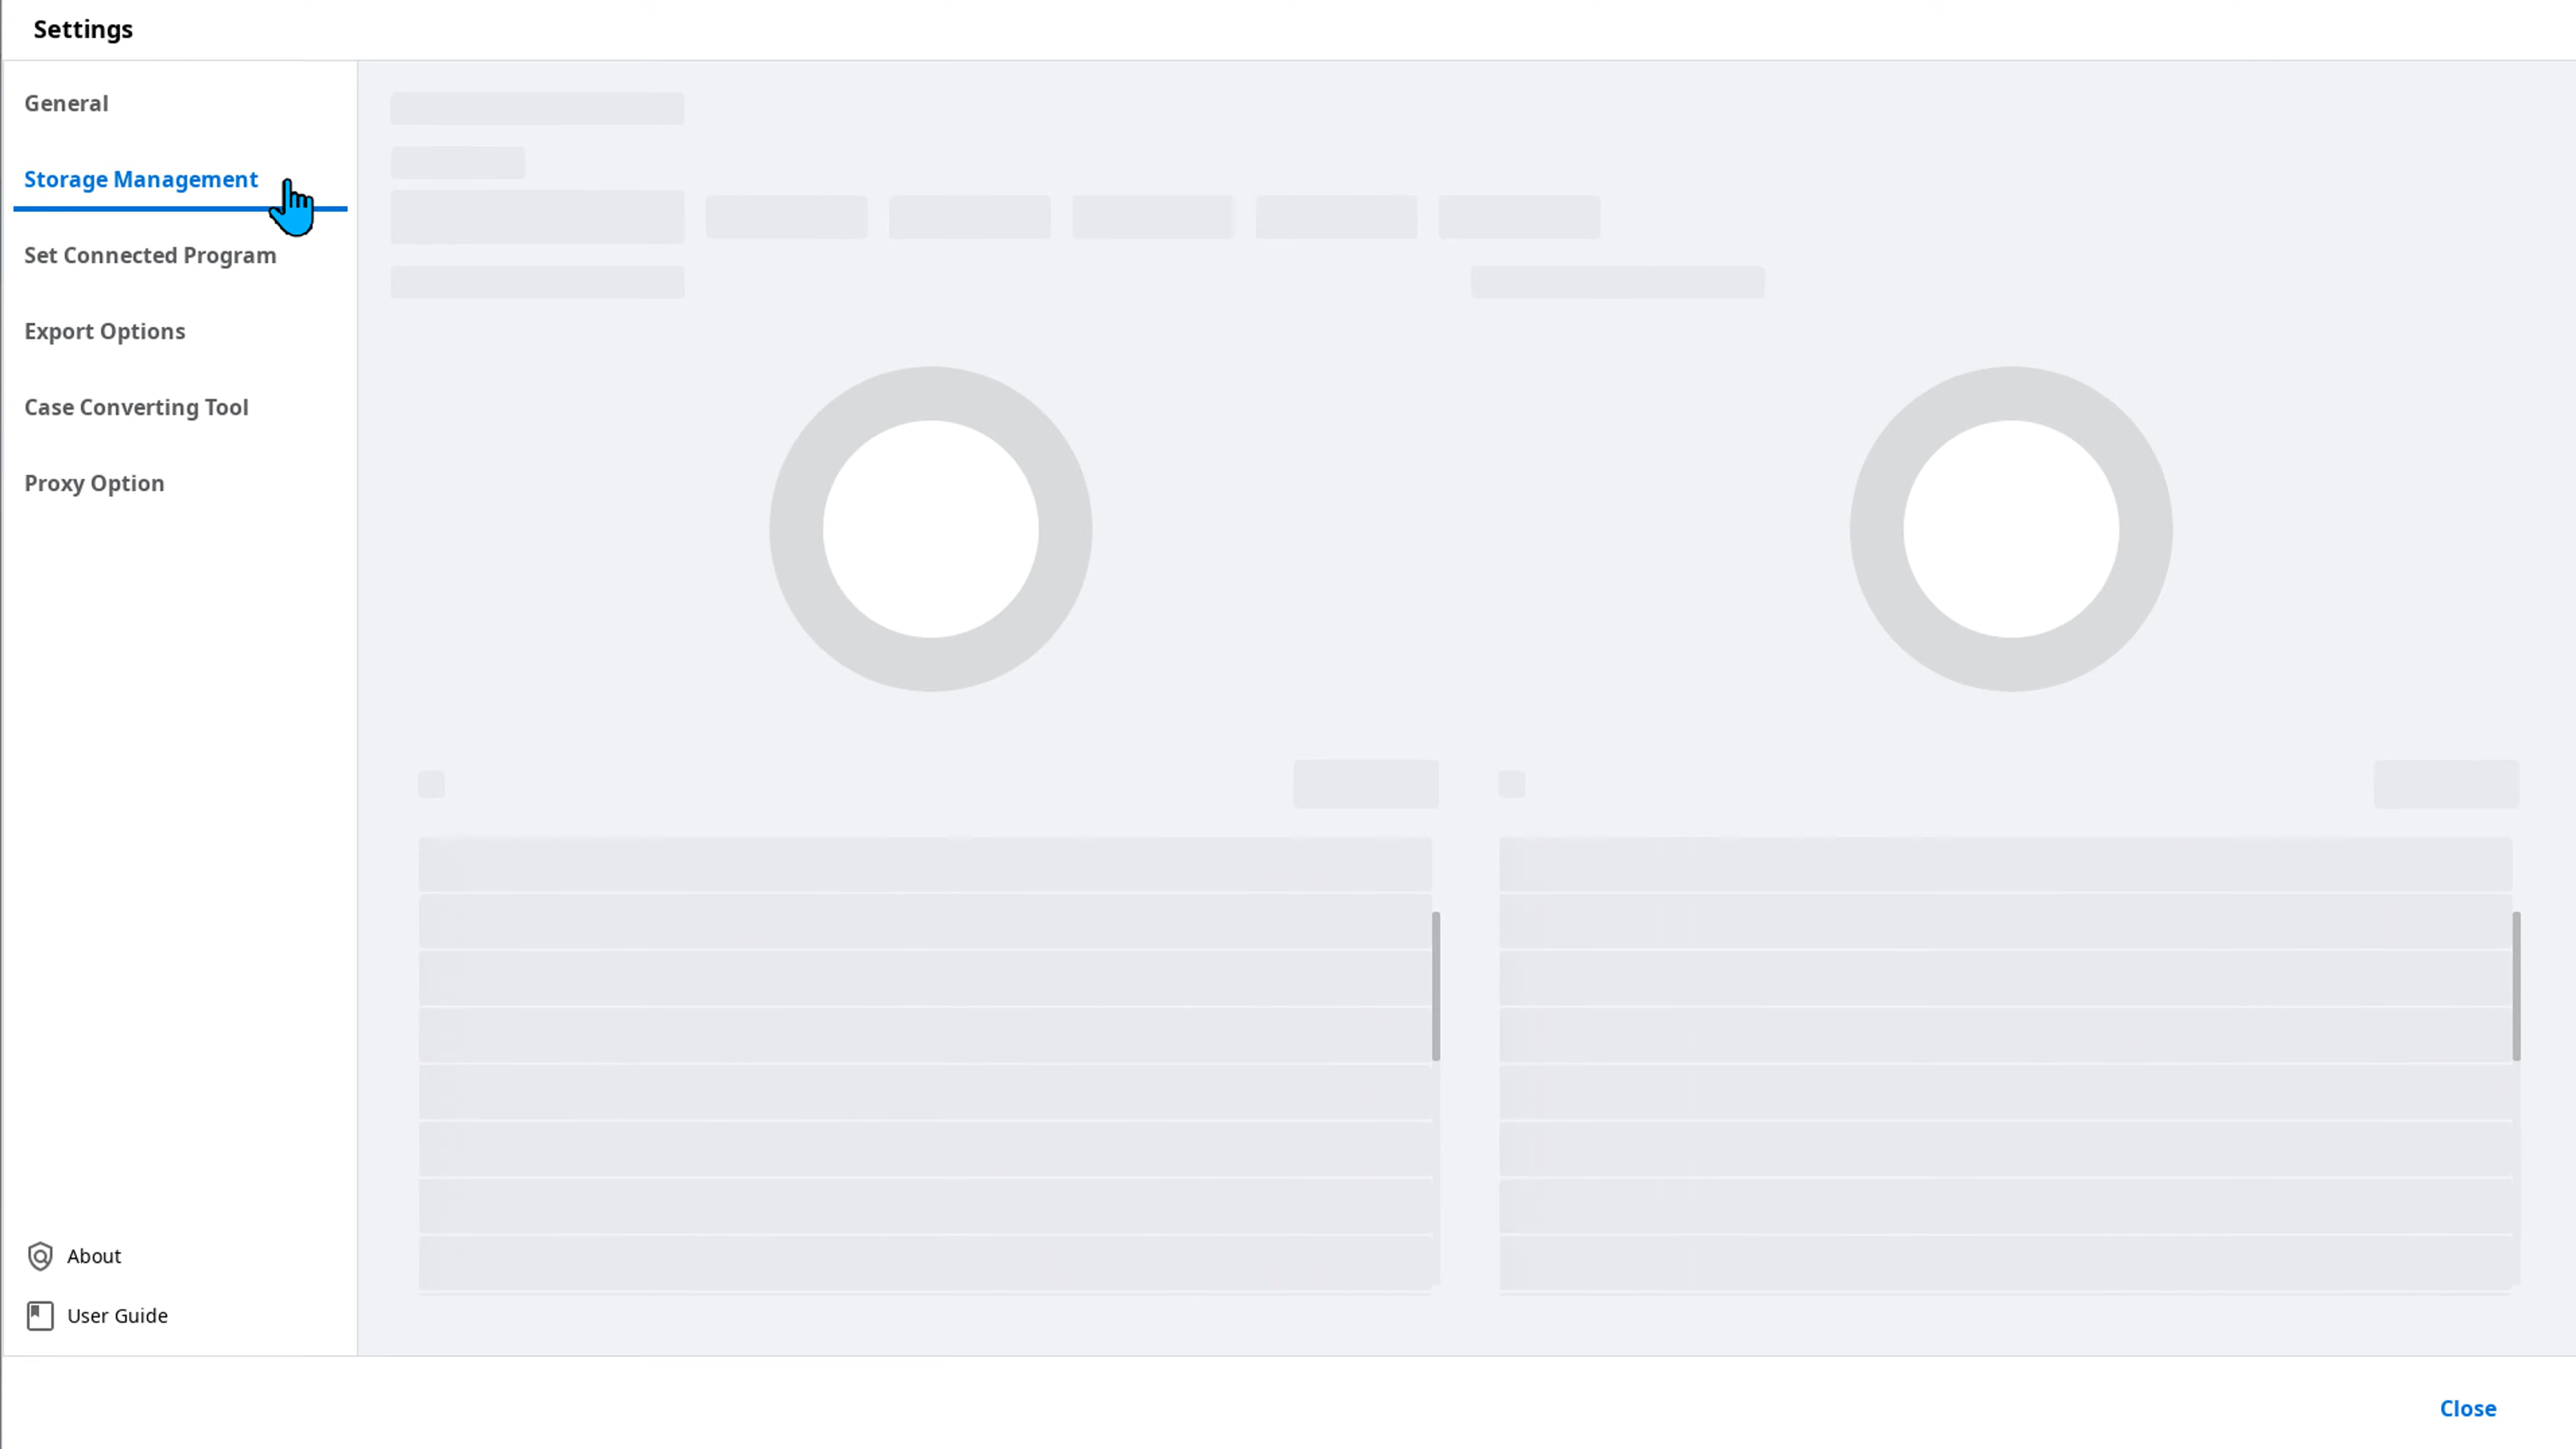 Settings
General
Storage Management
Set Connected Program
Export Options
Case Converting Tool
Proxy Option
About
User Guide
Close